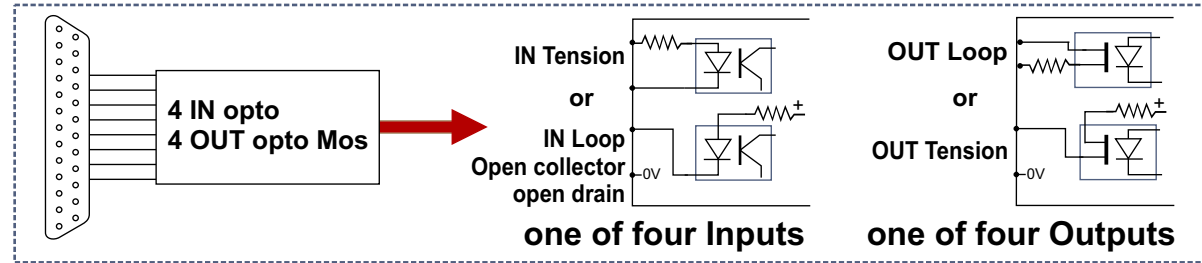 4 IN opto
4 OUT opto Mos
IN Tension
or
IN Loop
Open collector
open drain
+
0V
one of four Inputs
OUT Loop
or
OUT Tension
+
0V
one of four Outputs